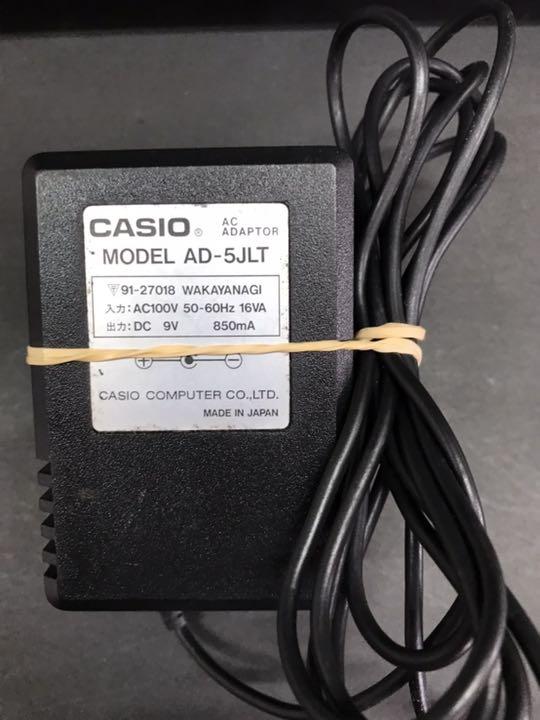 CASIO® AC ADAPTOR
MODEL AD-5JLT
91-27018 WAKAYANAGI
入力:AC100V 50-60Hz 16VA
出力:DC 9V 850mA
CASIO COMPUTER CO.,LTD.
MADE IN JAPAN